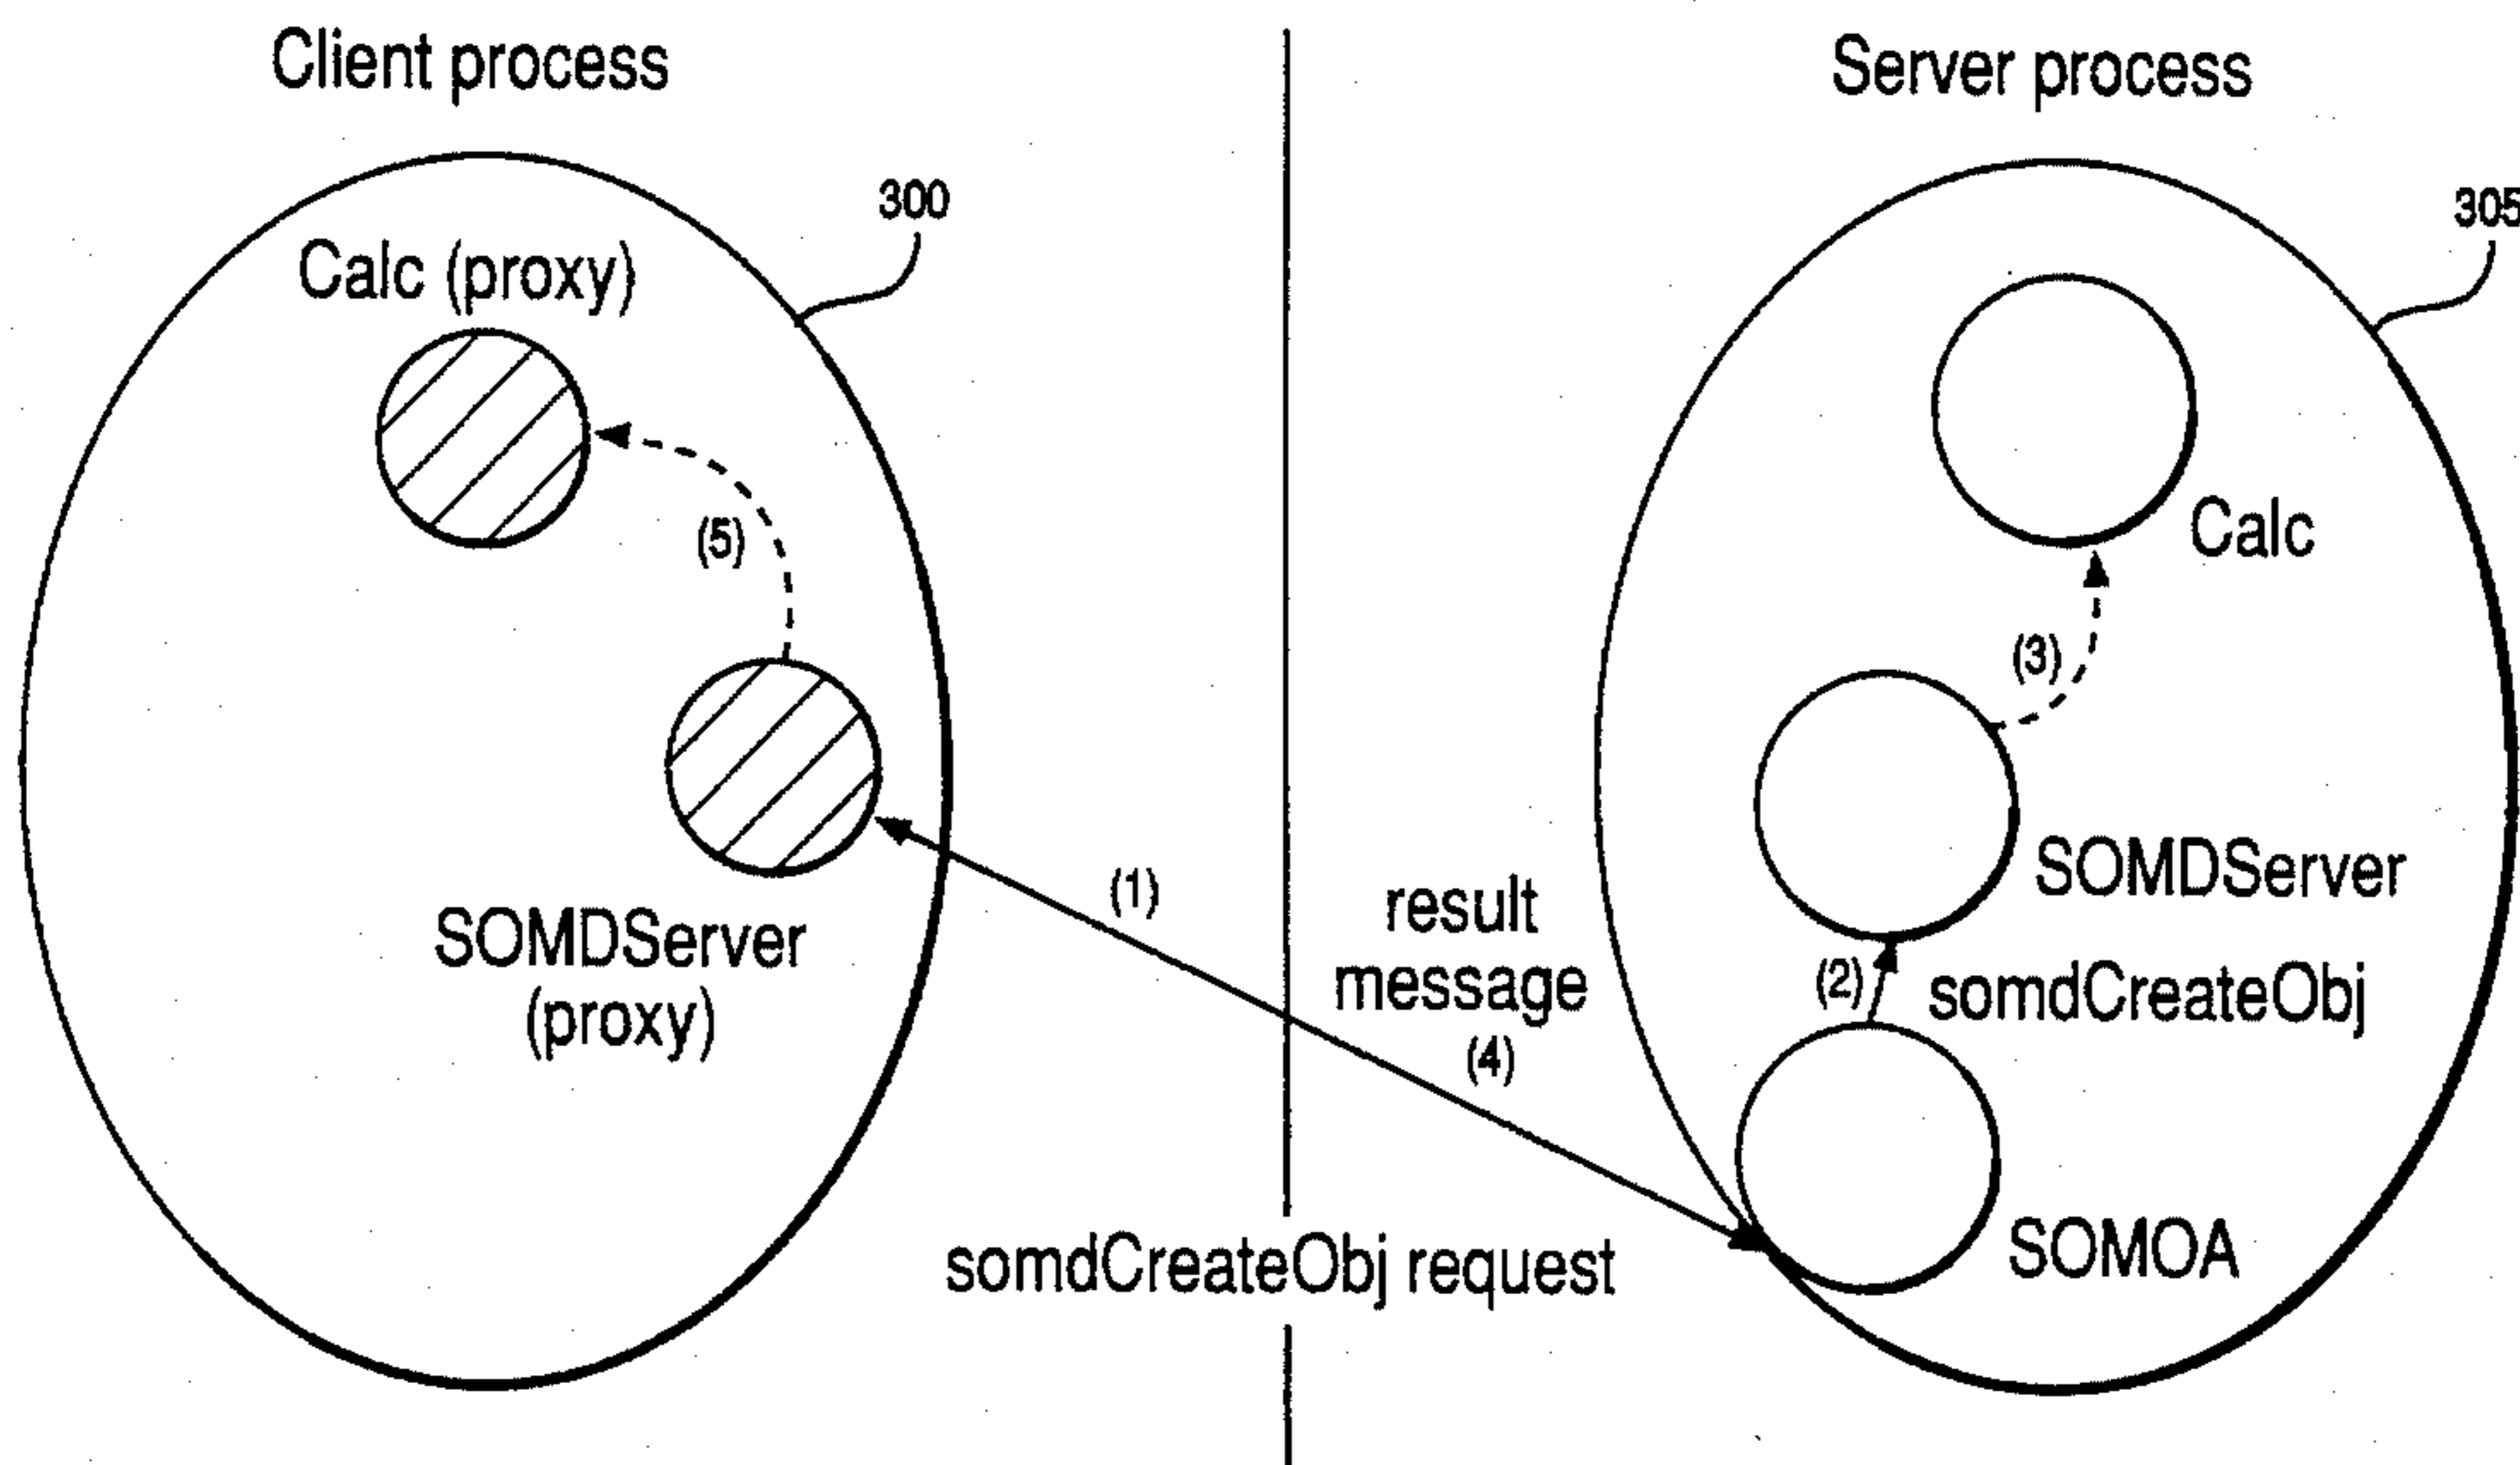 Client process
Server process
300
305
Calc (proxy)
(5)
Calc
(3)
SOMDServer
(proxy)
(1)
result
message
(4)
SOMDServer
(2)
somdCreateObj
somdCreateObj request
SOMOA